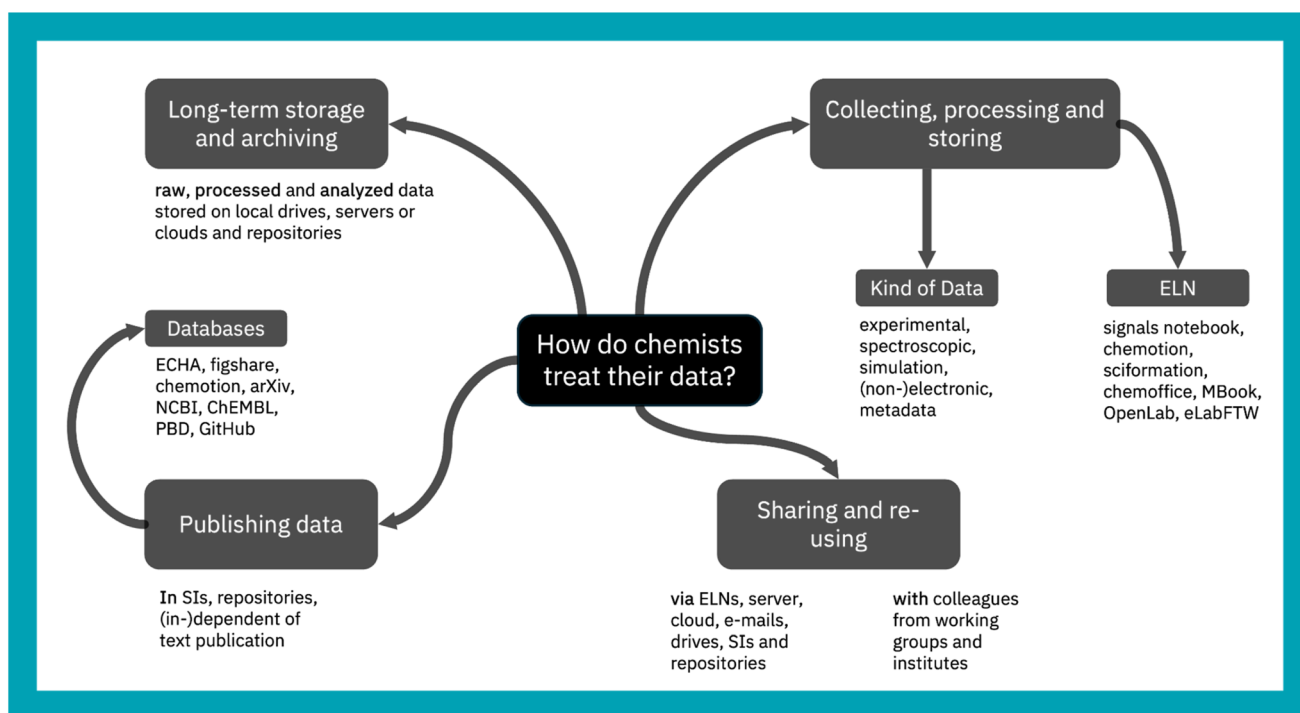 Long-term storage
and archiving
raw, processed and analyzed data
stored on local drives, servers or
clouds and repositories
Collecting, processing and
storing
Kind of Data
experimental,
spectroscopic,
simulation,
(non-)electronic,
metadata
ELN
signals notebook,
chemotion,
sciformation,
chemoffice, MBook,
OpenLab, eLabFTW
How do chemists
treat their data?
Databases
ECHA, figshare,
chemotion, arXiv,
NCBI, ChEMBL,
PBD, GitHub
Publishing data
In SIs, repositories,
(in-)dependent of
text publication
Sharing and re-
using
via ELNs, server,
cloud, e-mails,
drives, SIs and
repositories
with colleagues
from working
groups and
institutes